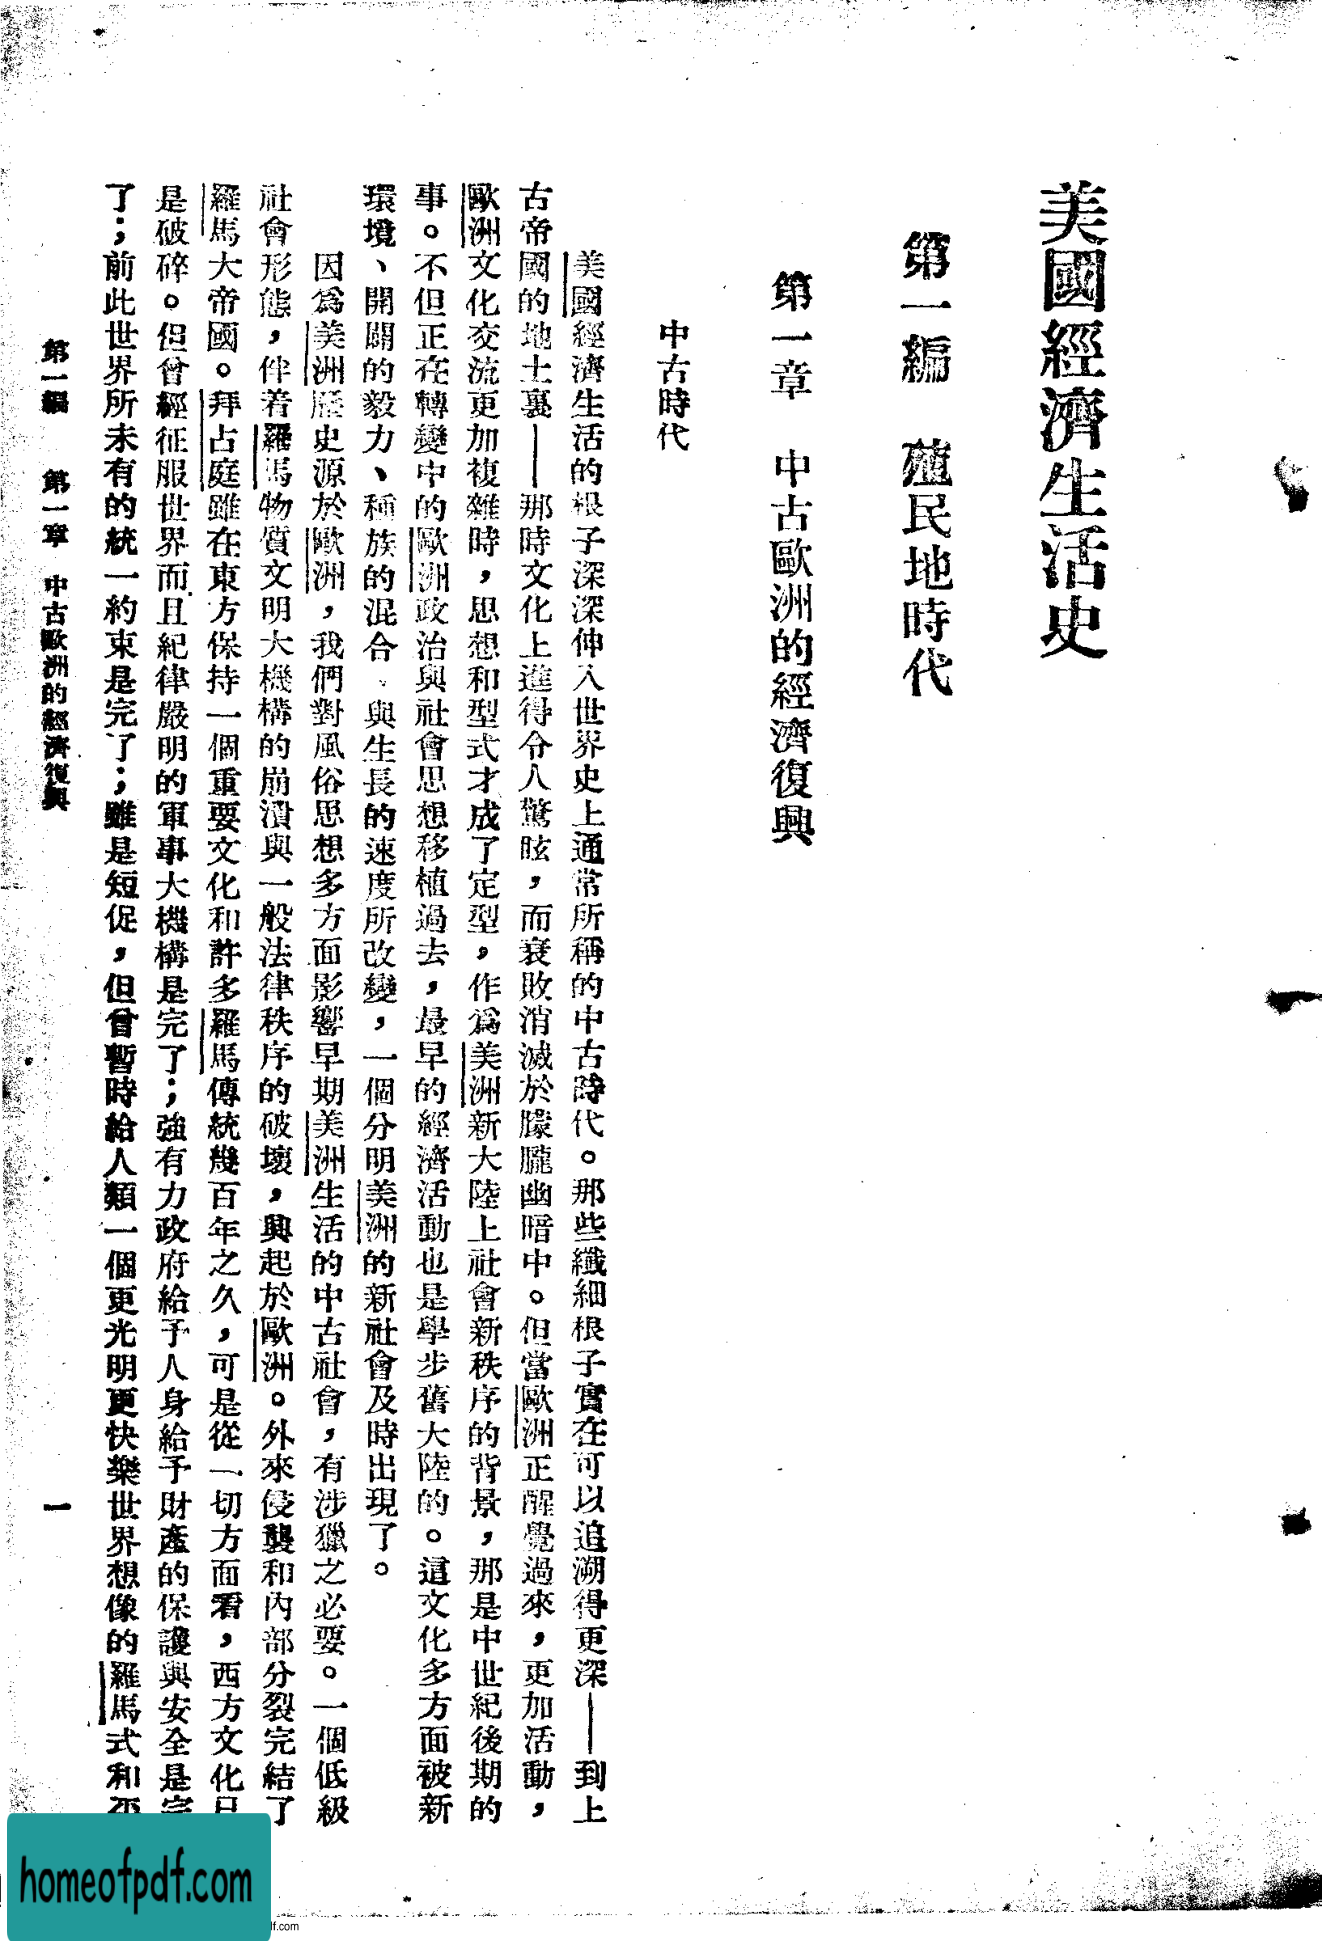 美國經濟生活史
第一編　殖民地時代
第一章　中古歐洲的經濟復興
中古時代
美國經濟生活的根子深深伸入世界史上通常所稱的中古時代。那些纖細根子實在可以追溯得更深——到上
古帝國的地土裏——那時文化上進得令人驚眩，而衰敗消滅於朦朧幽暗中。但當歐洲正醒覺過來，更加活動，
歐洲文化交流更加複雜時，思想和型式才成了定型，作爲美洲新大陸上社會新秩序的背景，那是中世紀後期的
事。不但正在轉變中的歐洲政治與社會思想移植過去，最早的經濟活動也是學步舊大陸的。這文化多方面被新
環境、開闢的毅力、種族的混合、與生長的速度所改變，一個分明美洲的新社會及時出現了。
因爲美洲歷史源於歐洲，我們對風俗思想多方面影響早期美洲生活的中古社會，有涉獵之必要。一個低級
社會形態，伴着羅馬物質文明大機構的崩潰與一般法律秩序的破壞，興起於歐洲。外來侵襲和內部分裂完結了
羅馬大帝國。拜占庭雖在東方保持一個重要文化和許多羅馬傳統幾百年之久，可是從一切方面看，西方文化已
是破碎。但曾經征服世界而且紀律嚴明的軍事大機構是完了；強有力政府給予人身給予財產的保護與安全是完
了；前此世界所未有的統一約束是完了；雖是短促，但曾暫時給人類一個更光明更快樂世界想像的羅馬式和平
第一編　第一章　中古歐洲的經濟復興
一
homeofpdf.com
df.com